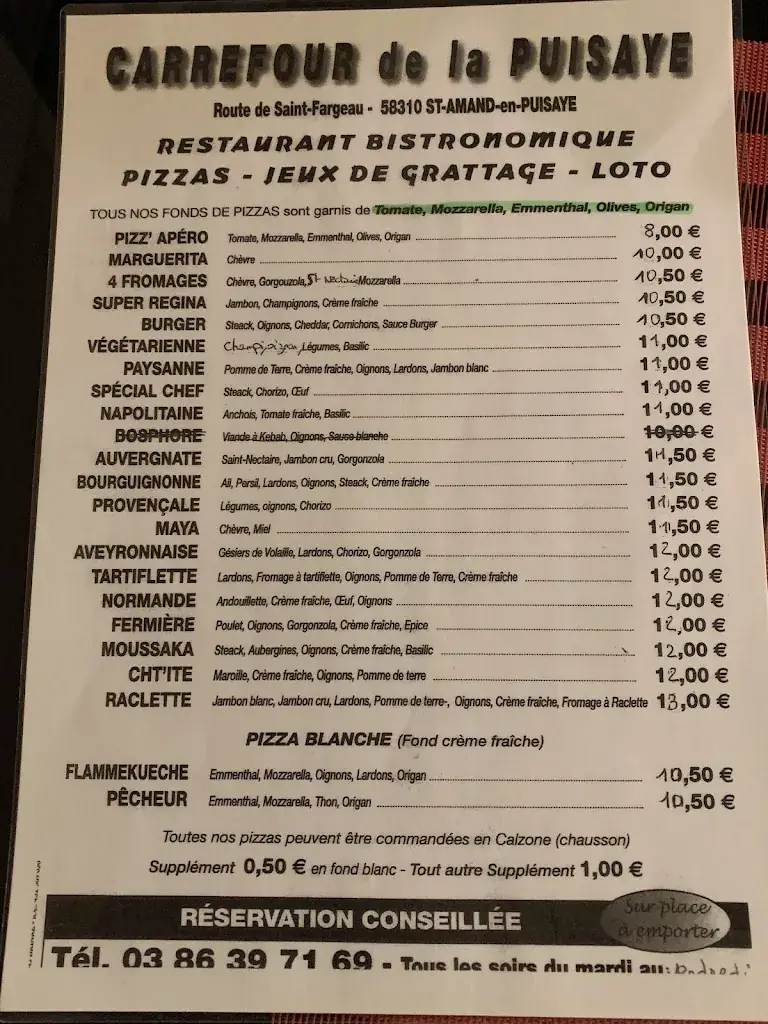 CARREFOUR de la PUISAYE
Route de Saint-Fargeau - 58310 ST-AMAND-en-PUISAYE
RESTAURANT BISTRONOMIQUE
PIZZAS - JEUX DE GRATTAGE - LOTO
TOUS NOS FONDS DE PIZZAS sont garnis de Tomate, Mozzarella, Emmenthal, Olives, Origan
PIZZ' APÉRO Tomate, Mozzarella, Emmenthal, Olives, Origan 8,00 €
MARGUERITA Chèvre 10,00 €
4 FROMAGES Chèvre, Gorgouzola, St Nectaire Mozzarella 10,50 €
SUPER REGINA Jambon, Champignons, Crème fraîche 10,50 €
BURGER Steack, Oignons, Cheddar, Cornichons, Sauce Burger 10,50 €
VÉGÉTARIENNE Légumes, Basilic 11,00 €
PAYSANNE Pomme de Terre, Crème fraîche, Oignons, Lardons, Jambon blanc 11,00 €
SPÉCIAL CHEF Steack, Chorizo, Œuf 11,00 €
NAPOLITAINE Anchois, Tomate fraîche, Basilic 11,00 €
BOSPHORE Viande à Kebab, Oignons, Sauce blanche 10,00 €
AUVERGNATE Saint-Nectaire, Jambon cru, Gorgonzola 11,50 €
BOURGUIGNONNE Ail, Persil, Lardons, Oignons, Steack, Crème fraîche 11,50 €
PROVENÇALE Légumes, oignons, Chorizo 11,50 €
MAYA Chèvre, Miel 11,50 €
AVEYRONNAISE Gésiers de Volaille, Lardons, Chorizo, Gorgonzola 12,00 €
TARTIFLETTE Lardons, Fromage à tartiflette, Oignons, Pomme de Terre, Crème fraîche 12,00 €
NORMANDE Andouillette, Crème fraîche, Œuf, Oignons 12,00 €
FERMIÈRE Poulet, Oignons, Gorgonzola, Crème fraîche, Epice 12,00 €
MOUSSAKA Steack, Aubergines, Oignons, Crème fraîche, Basilic 12,00 €
CHT'ITE Maroille, Crème fraîche, Oignons, Pomme de terre 12,00 €
RACLETTE Jambon blanc, Jambon cru, Lardons, Pomme de terre-, Oignons, Crème fraîche, Fromage à Raclette 13,00 €
PIZZA BLANCHE (Fond crème fraîche)
FLAMMEKUECHE Emmenthal, Mozzarella, Oignons, Lardons, Origan 10,50 €
PÊCHEUR Emmenthal, Mozzarella, Thon, Origan 10,50 €
Toutes nos pizzas peuvent être commandées en Calzone (chausson)
Supplément 0,50 € en fond blanc - Tout autre Supplément 1,00 €
RÉSERVATION CONSEILLÉE
Sur place
à emporter
Tél. 03 86 39 71 69 - Tous les soirs du mardi au: